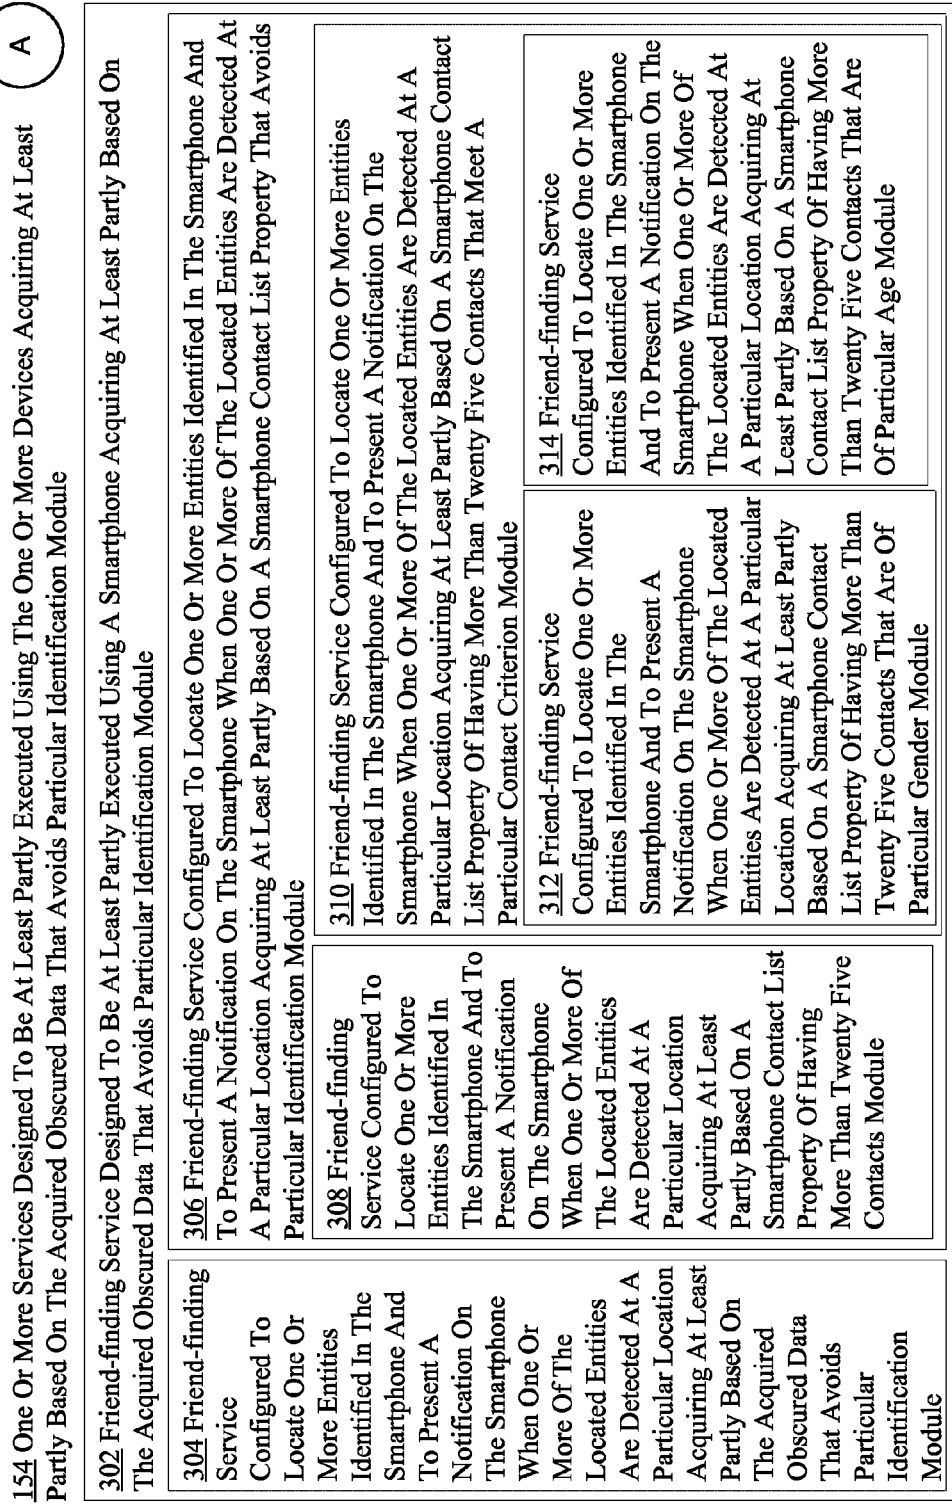 154 One Or More Services Designed To Be At Least Partly Executed Using The One Or More Devices Acquiring At Least
Partly Based On The Acquired Obscured Data That Avoids Particular Identification Module
A
302 Friend-finding Service Designed To Be At Least Partly Executed Using A Smartphone Acquiring At Least Partly Based On
The Acquired Obscured Data That Avoids Particular Identification Module
304 Friend-finding
Service
Configured To
Locate One Or
More Entities
Identified In The
Smartphone And
To Present A
Notification On
The Smartphone
When One Or
More Of The
Located Entities
Are Detected At A
Particular Location
Acquiring At Least
Partly Based On
The Acquired
Obscured Data
That Avoids
Particular
Identification
Module
306 Friend-finding Service Configured To Locate One Or More Entities Identified In The Smartphone And
To Present A Notification On The Smartphone When One Or More Of The Located Entities Are Detected At
A Particular Location Acquiring At Least Partly Based On A Smartphone Contact List Property That Avoids
Particular Identification Module
308 Friend-finding
Service Configured To
Locate One Or More
Entities Identified In
The Smartphone And To
Present A Notification
On The Smartphone
When One Or More Of
The Located Entities
Are Detected At A
Particular Location
Acquiring At Least
Partly Based On A
Smartphone Contact List
Property Of Having
More Than Twenty Five
Contacts Module
310 Friend-finding Service Configured To Locate One Or More Entities
Identified In The Smartphone And To Present A Notification On The
Smartphone When One Or More Of The Located Entities Are Detected At A
Particular Location Acquiring At Least Partly Based On A Smartphone Contact
List Property Of Having More Than Twenty Five Contacts That Meet A
Particular Contact Criterion Module
312 Friend-finding Service
Configured To Locate One Or More
Entities Identified In The
Smartphone And To Present A
Notification On The Smartphone
When One Or More Of The Located
Entities Are Detected At A Particular
Location Acquiring At Least Partly
Based On A Smartphone Contact
List Property Of Having More Than
Twenty Five Contacts That Are Of
Particular Gender Module
314 Friend-finding Service
Configured To Locate One Or More
Entities Identified In The Smartphone
And To Present A Notification On The
Smartphone When One Or More Of
The Located Entities Are Detected At
A Particular Location Acquiring At
Least Partly Based On A Smartphone
Contact List Property Of Having More
Than Twenty Five Contacts That Are
Of Particular Age Module